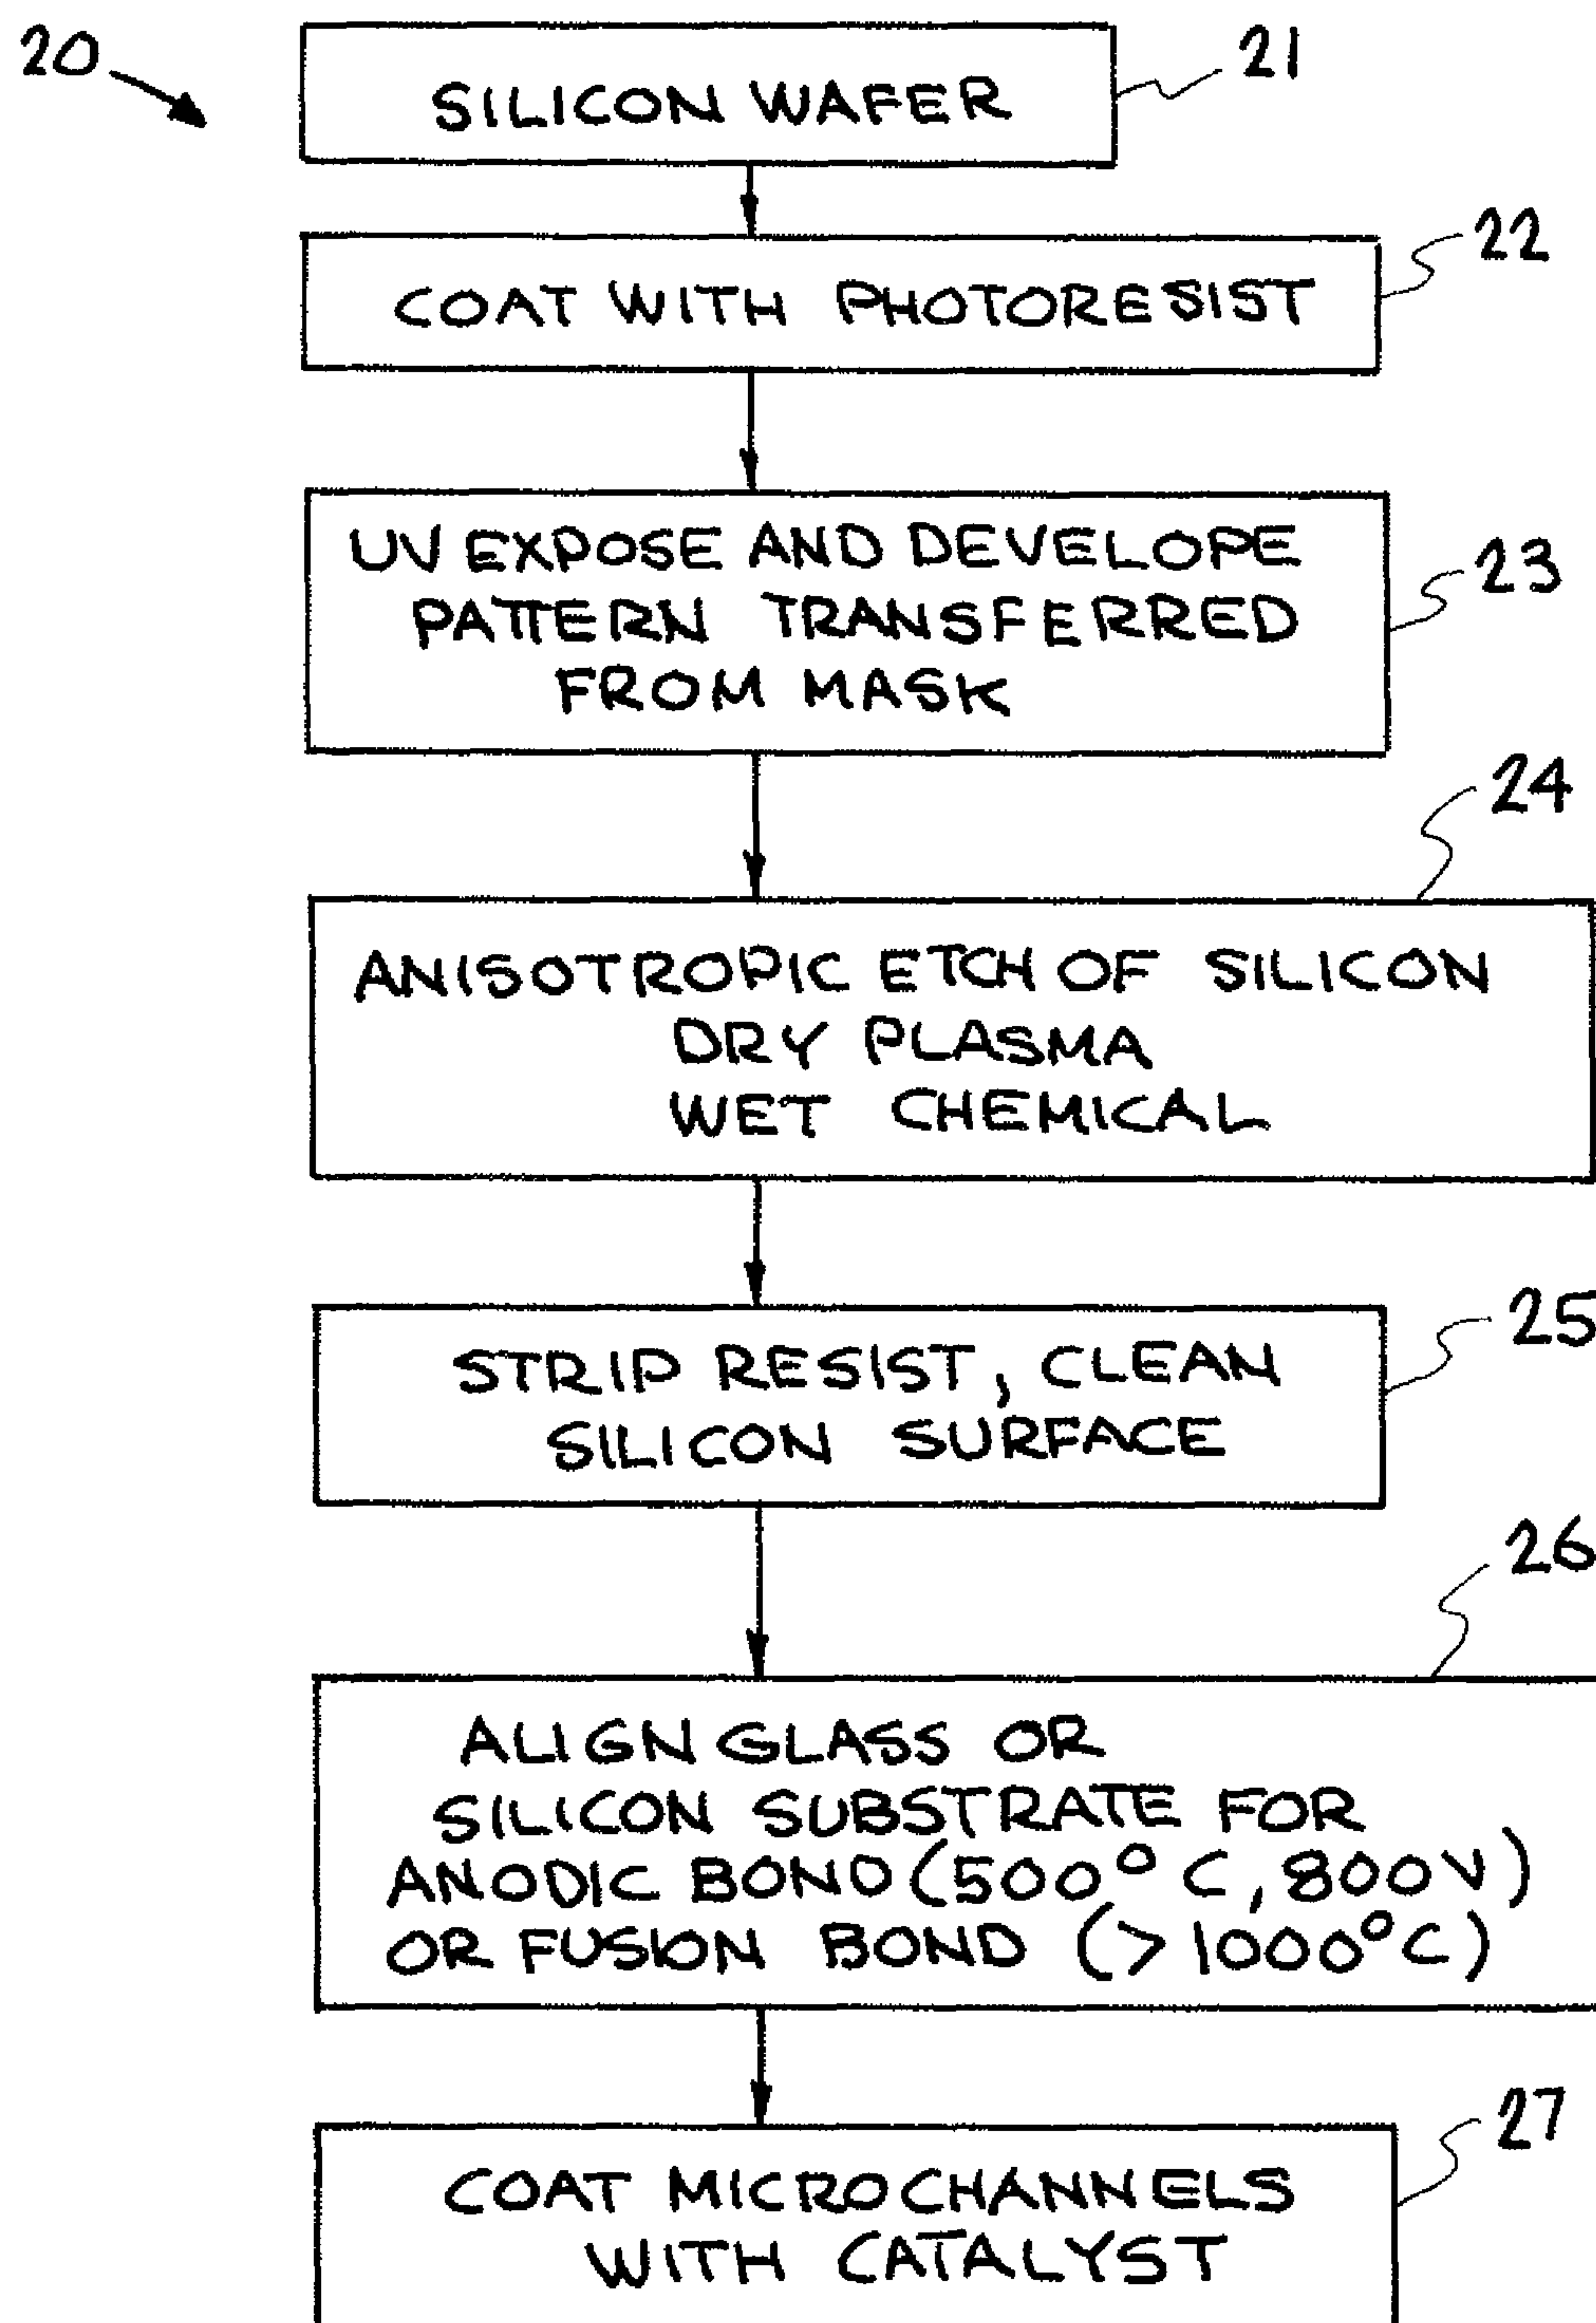 20
SILICON WAFER
21
COAT WITH PHOTORESIST
22
UV EXPOSE AND DEVELOPE
PATTERN TRANSFERRED
FROM MASK
23
24
ANISOTROPIC ETCH OF SILICON
DRY PLASMA
WET CHEMICAL
STRIP RESIST, CLEAN
SILICON SURFACE
25
26
ALIGN GLASS OR
SILICON SUBSTRATE FOR
ANODIC BOND (500° C, 800V)
OR FUSION BOND (>1000°C)
27
COAT MICROCHANNELS
WITH CATALYST